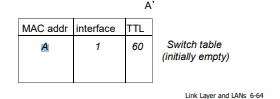 A'
MAC addr interface TTL
A 1 60
Switch table
(initially empty)
Link Layer and LANs 6-64